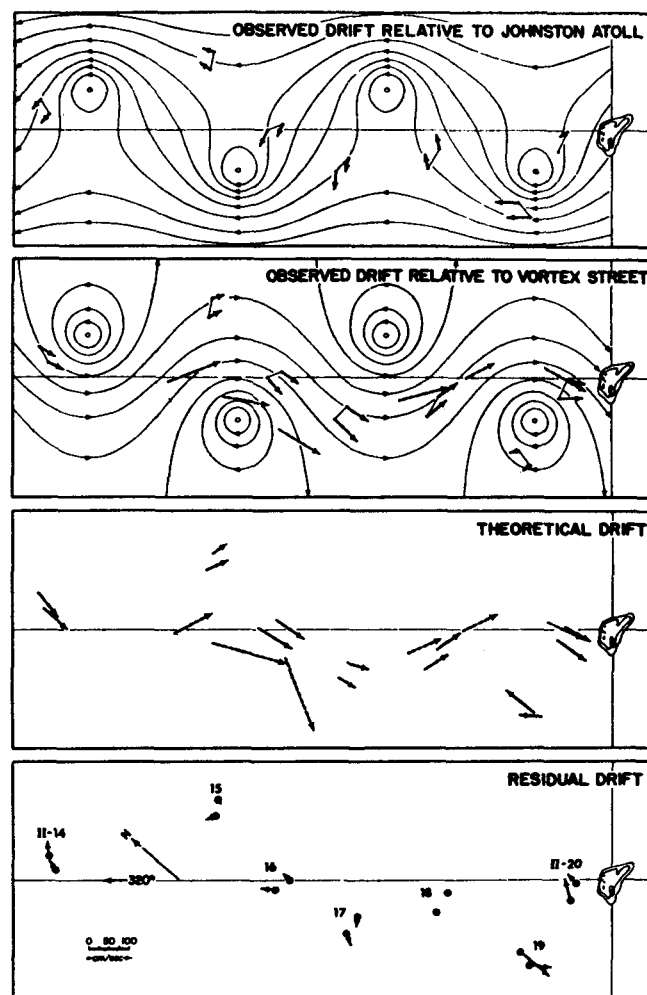 OBSERVED DRIFT RELATIVE TO JOHNSTON ATOLL
OBSERVED DRIFT RELATIVE TO VORTEX STREET
THEORETICAL DRIFT
RESIDUAL DRIFT
15
II-14
N
16
II-20
320°
18
17
19
0 50 100
cm/sec